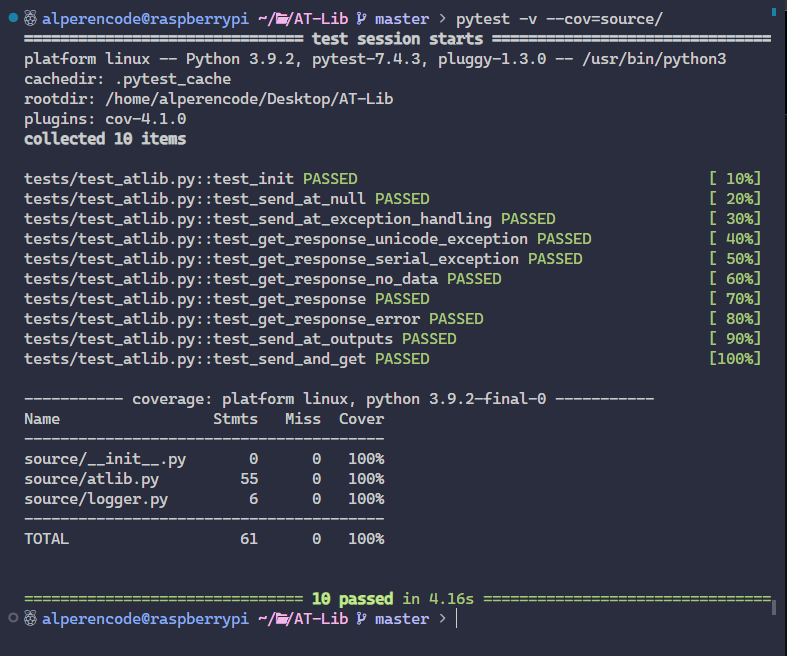 alperencode@raspberrypi ~/AT-Lib master > pytest -v --cov=source/
=============================== test session starts ===============================
platform linux -- Python 3.9.2, pytest-7.4.3, pluggy-1.3.0 -- /usr/bin/python3
cachedir: .pytest_cache
rootdir: /home/alperencode/Desktop/AT-Lib
plugins: cov-4.1.0
collected 10 items
tests/test_atlib.py::test_init PASSED [ 10%]
tests/test_atlib.py::test_send_at_null PASSED [ 20%]
tests/test_atlib.py::test_send_at_exception_handling PASSED [ 30%]
tests/test_atlib.py::test_get_response_unicode_exception PASSED [ 40%]
tests/test_atlib.py::test_get_response_serial_exception PASSED [ 50%]
tests/test_atlib.py::test_get_response_no_data PASSED [ 60%]
tests/test_atlib.py::test_get_response PASSED [ 70%]
tests/test_atlib.py::test_get_response_error PASSED [ 80%]
tests/test_atlib.py::test_send_at_outputs PASSED [ 90%]
tests/test_atlib.py::test_send_and_get PASSED [100%]
----------- coverage: platform linux, python 3.9.2-final-0 -----------
Name Stmts Miss Cover
----------------------------------------
source/__init__.py 0 0 100%
source/atlib.py 55 0 100%
source/logger.py 6 0 100%
----------------------------------------
TOTAL 61 0 100%
=============================== 10 passed in 4.16s ================================
alperencode@raspberrypi ~/AT-Lib master >